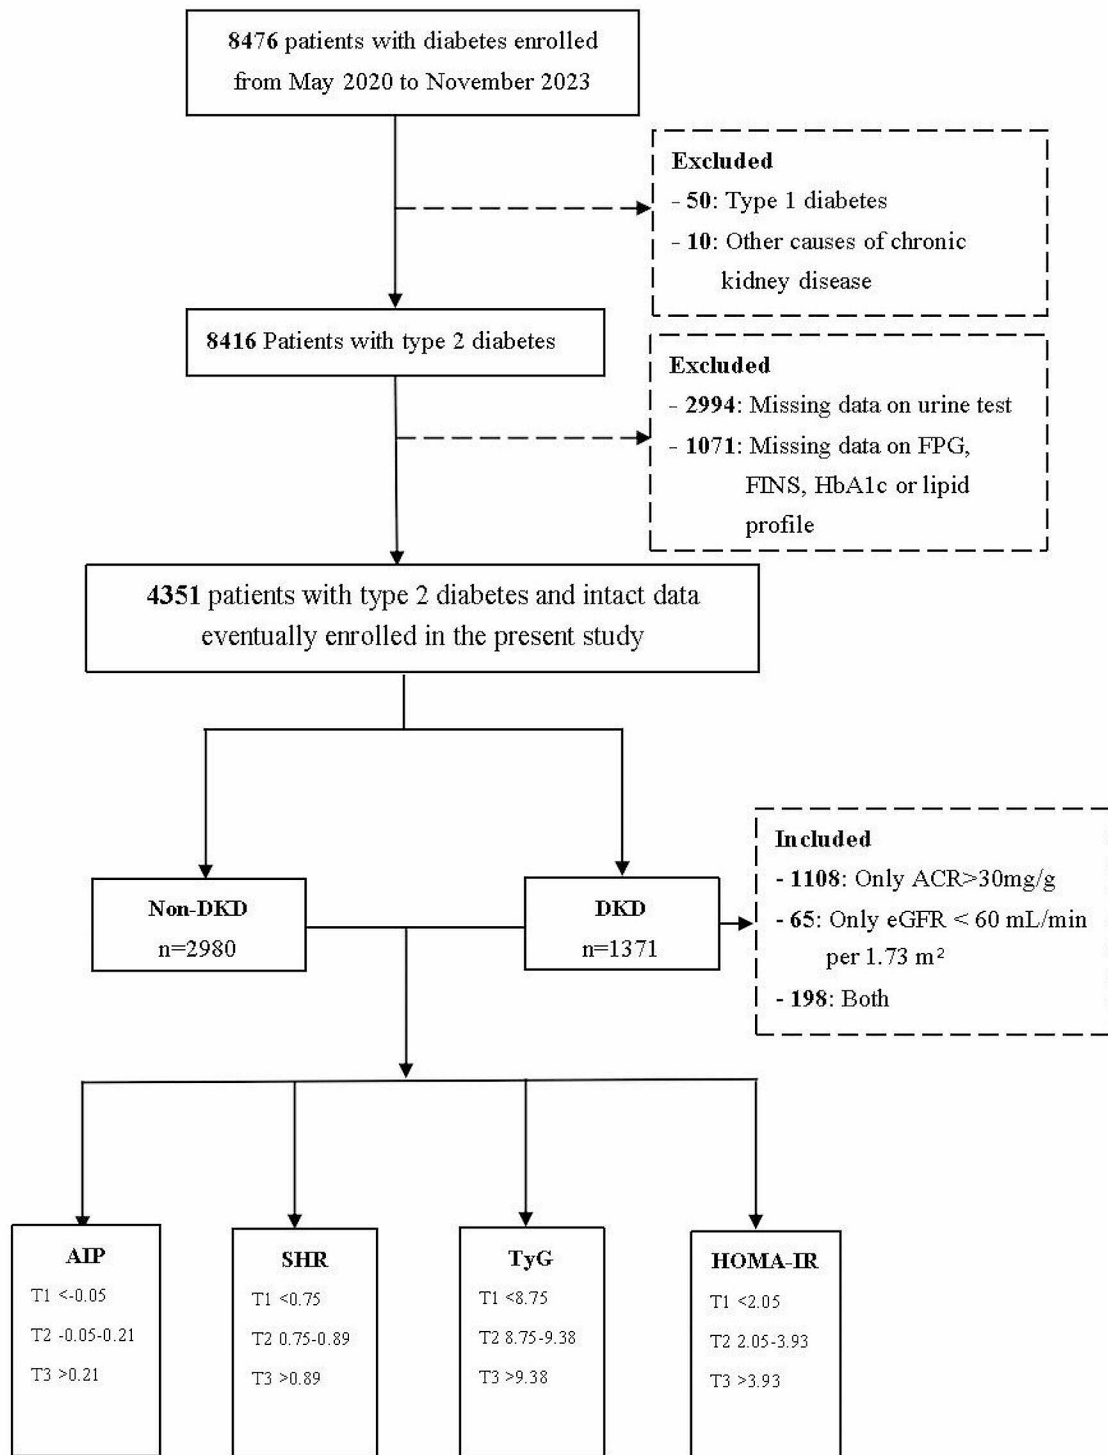 8476 patients with diabetes enrolled
from May 2020 to November 2023
Excluded
- 50: Type 1 diabetes
- 10: Other causes of chronic
kidney disease
8416 Patients with type 2 diabetes
Excluded
- 2994: Missing data on urine test
- 1071: Missing data on FPG,
FINS, HbA1c or lipid
profile
4351 patients with type 2 diabetes and intact data
eventually enrolled in the present study
Non-DKD
n=2980
DKD
n=1371
Included
- 1108: Only ACR>30mg/g
- 65: Only eGFR < 60 mL/min
per 1.73 m²
- 198: Both
AIP
T1 <-0.05
T2 -0.05-0.21
T3 >0.21
SHR
T1 <0.75
T2 0.75-0.89
T3 >0.89
TyG
T1 <8.75
T2 8.75-9.38
T3 >9.38
HOMA-IR
T1 <2.05
T2 2.05-3.93
T3 >3.93